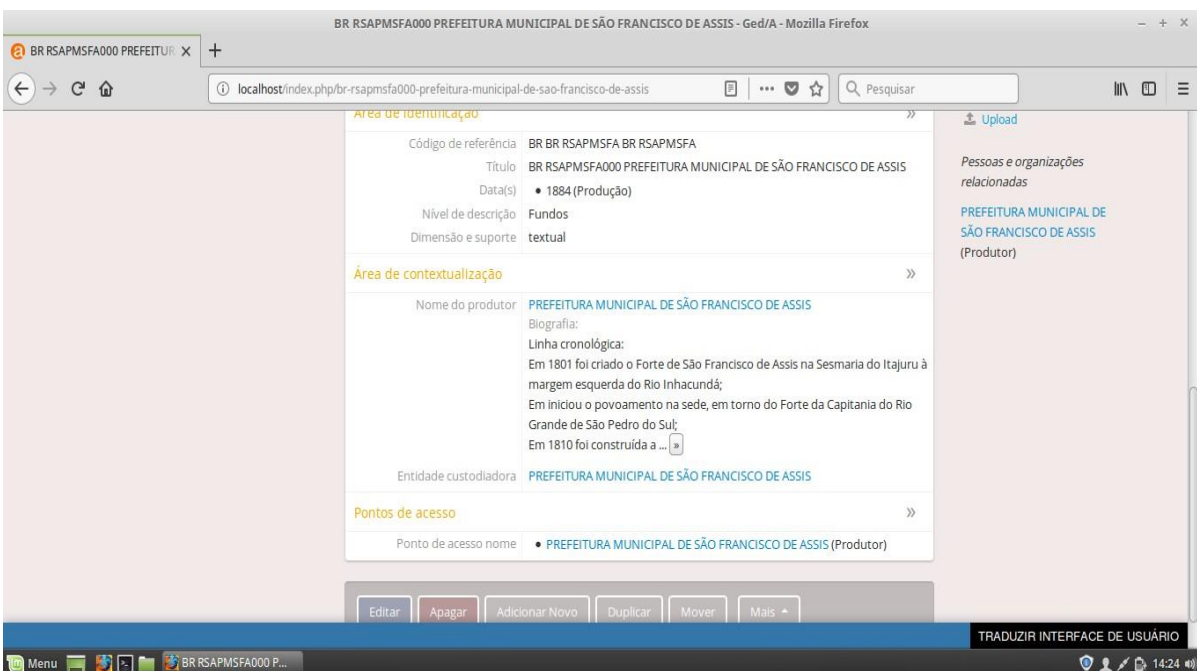 BR RSAPMSFA000 PREFEITURA MUNICIPAL DE SÃO FRANCISCO DE ASSIS - Ged/A - Mozilla Firefox
BR RSAPMSFA000 PREFEITUR
localhost/index.php/br-rsapmsfa000-prefeitura-municipal-de-sao-francisco-de-assis
Pesquisar
Área de identificação
Código de referência BR BR RSAPMSFA BR RSAPMSFA
Título BR RSAPMSFA000 PREFEITURA MUNICIPAL DE SÃO FRANCISCO DE ASSIS
Data(s) • 1884 (Produção)
Nível de descrição Fundos
Dimensão e suporte textual
Área de contextualização
Nome do produtor PREFEITURA MUNICIPAL DE SÃO FRANCISCO DE ASSIS
Biografia:
Linha cronológica:
Em 1801 foi criado o Forte de São Francisco de Assis na Sesmaria do Itajuru à
margem esquerda do Rio Inhacundá;
Em iniciou o povoamento na sede, em torno do Forte da Capitania do Rio
Grande de São Pedro do Sul;
Em 1810 foi construída a ... »
Entidade custodiadora PREFEITURA MUNICIPAL DE SÃO FRANCISCO DE ASSIS
Pontos de acesso
Ponto de acesso nome • PREFEITURA MUNICIPAL DE SÃO FRANCISCO DE ASSIS (Produtor)
Upload
Pessoas e organizações
relacionadas
PREFEITURA MUNICIPAL DE
SÃO FRANCISCO DE ASSIS
(Produtor)
Editar Apagar Adicionar Novo Duplicar Mover Mais
TRADUZIR INTERFACE DE USUÁRIO
Menu BR RSAPMSFA000 P... 14:24